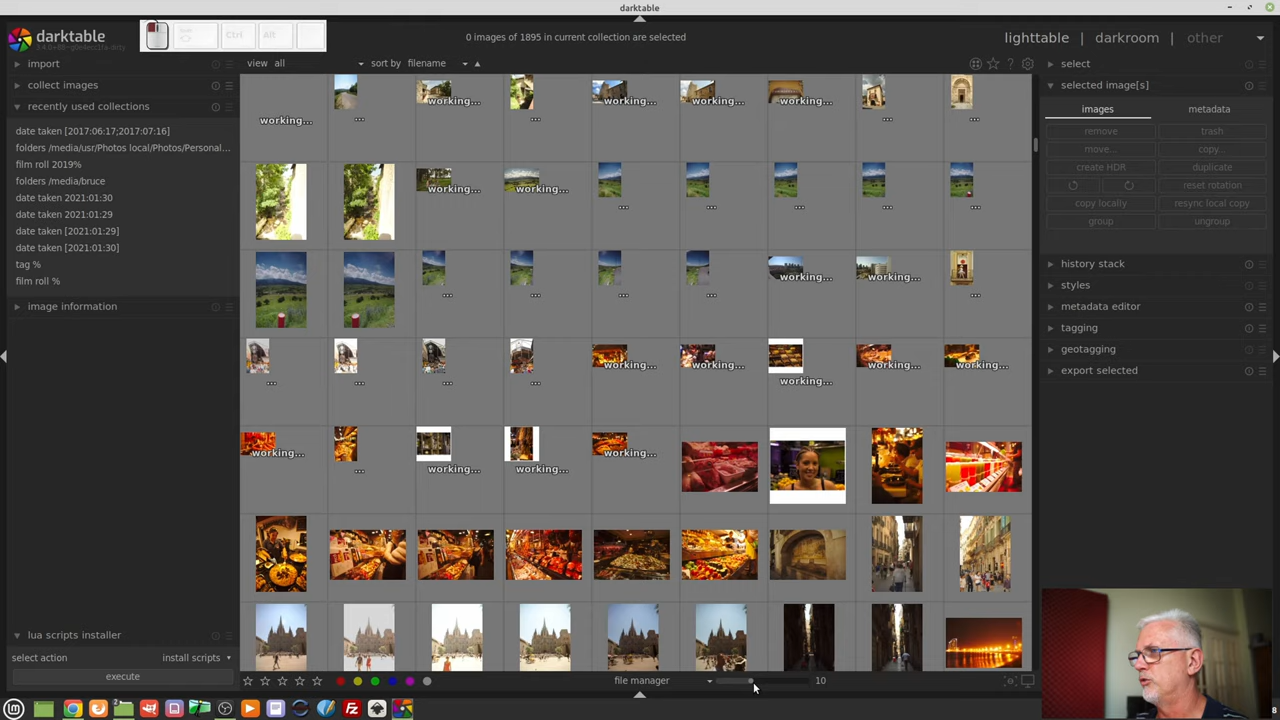 darktable
darktable
Ctrl Alt
0 images of 1895 in current collection are selected
lighttable | darkroom | other
import
view all sort by filename
select
collect images
selected image[s]
recently used collections
images metadata
date taken [2017:06:17;2017:07:16]
remove trash
folders /media/usr/Photos local/Photos/Personal...
move... copy...
film roll 2019%
create HDR duplicate
folders /media/bruce
reset rotation
date taken 2021:01:30
copy locally resync local copy
date taken 2021:01:29
group ungroup
date taken [2021:01:29]
date taken [2021:01:30]
tag %
history stack
film roll %
styles
image information
metadata editor
tagging
geotagging
export selected
working... working... ... working... working... working... ... ...
...
working... working... ... ... ... ... ...
... ... ... ... working... working... ...
... ... ... ... working... working... working... working... working...
working... ... working... working... working...
lua scripts installer
select action install scripts
execute
file manager 10
8